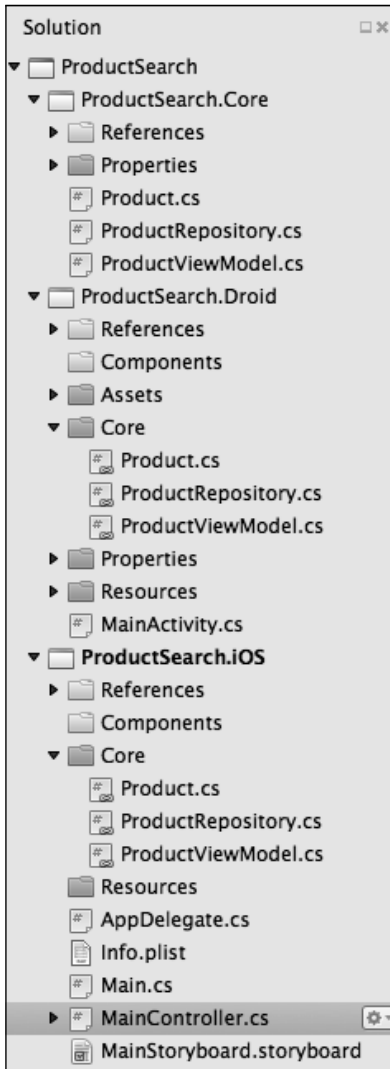 Solution
ProductSearch
ProductSearch.Core
References
Properties
Product.cs
ProductRepository.cs
ProductViewModel.cs
ProductSearch.Droid
References
Components
Assets
Core
Product.cs
ProductRepository.cs
ProductViewModel.cs
Properties
Resources
MainActivity.cs
ProductSearch.iOS
References
Components
Core
Product.cs
ProductRepository.cs
ProductViewModel.cs
Resources
AppDelegate.cs
Info.plist
Main.cs
MainController.cs
MainStoryboard.storyboard